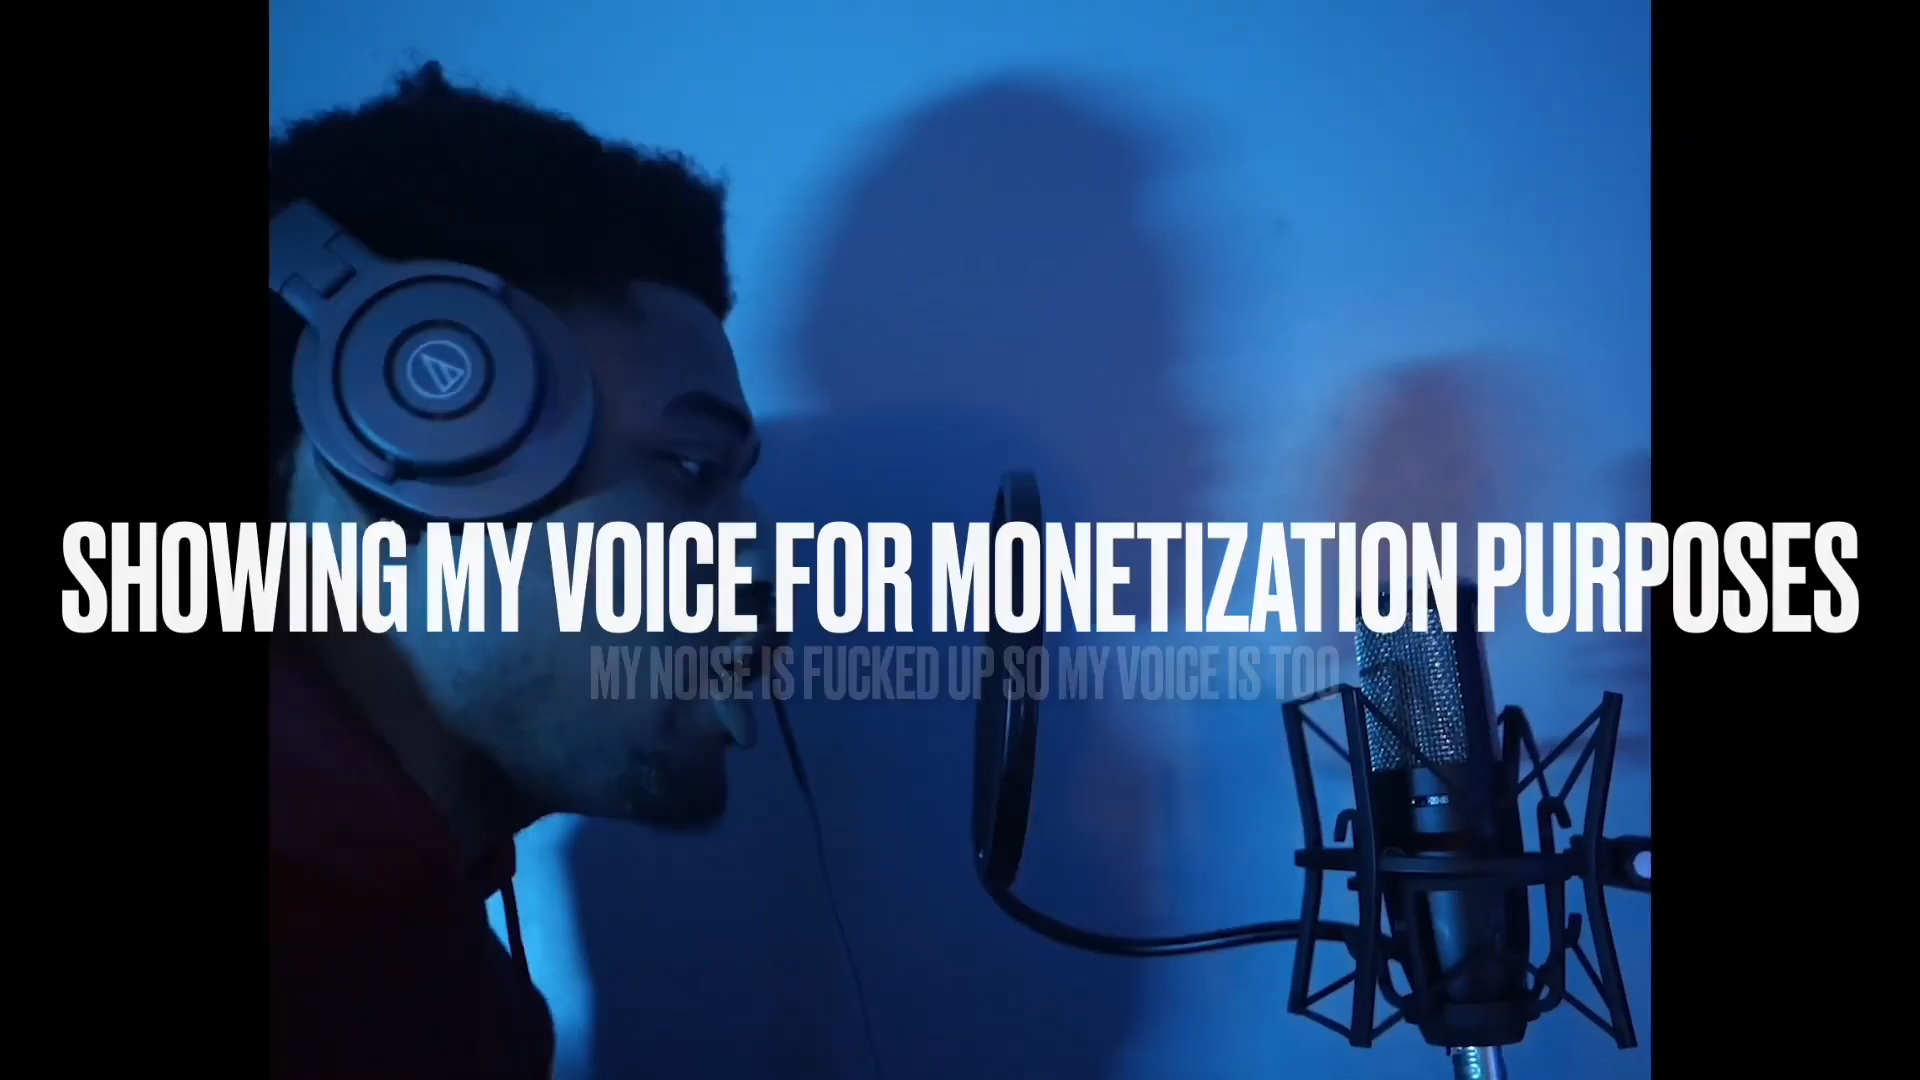 SHOWING MY VOICE FOR MONETIZATION PURPOSES
MY NOISE IS FUCKED UP SO MY VOICE IS TOO